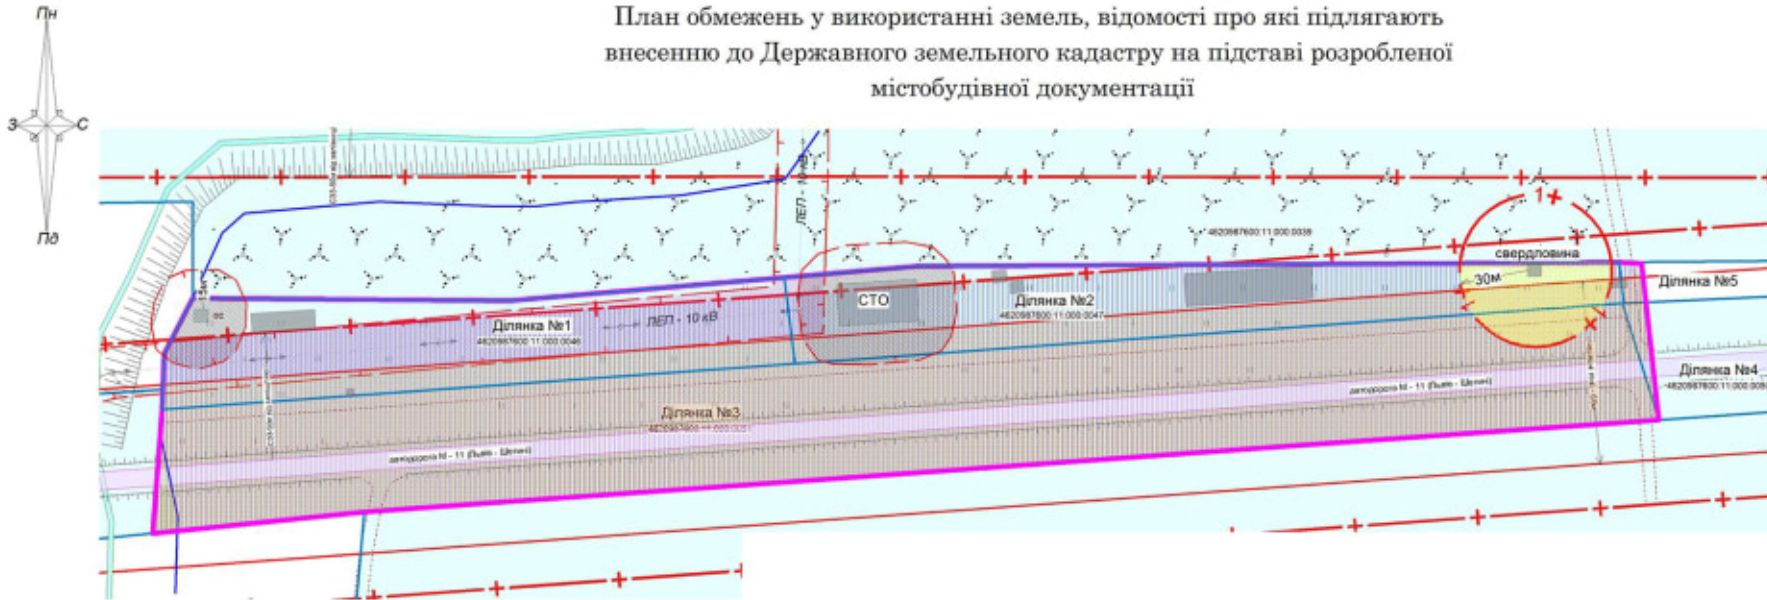 План обмежень у використанні земель, відомості про які підлягають
внесенню до Державного земельного кадастру на підставі розробленої
містобудівної документації
Пн
З
С
Пд
ЛЕП - 10 кВ
4620987600:11:000:0039
1
свердловина
15м
ос
СТО
30м
Ділянка №1
4620987600:11:000:0046
ЛЕП - 10 кВ
Ділянка №2
4620987600:11:000:0047
Ділянка №5
Ділянка №4
Ділянка №3
автодорога М - 11 (Львів - Шегині)
автодорога М - 11 (Львів - Шегині)